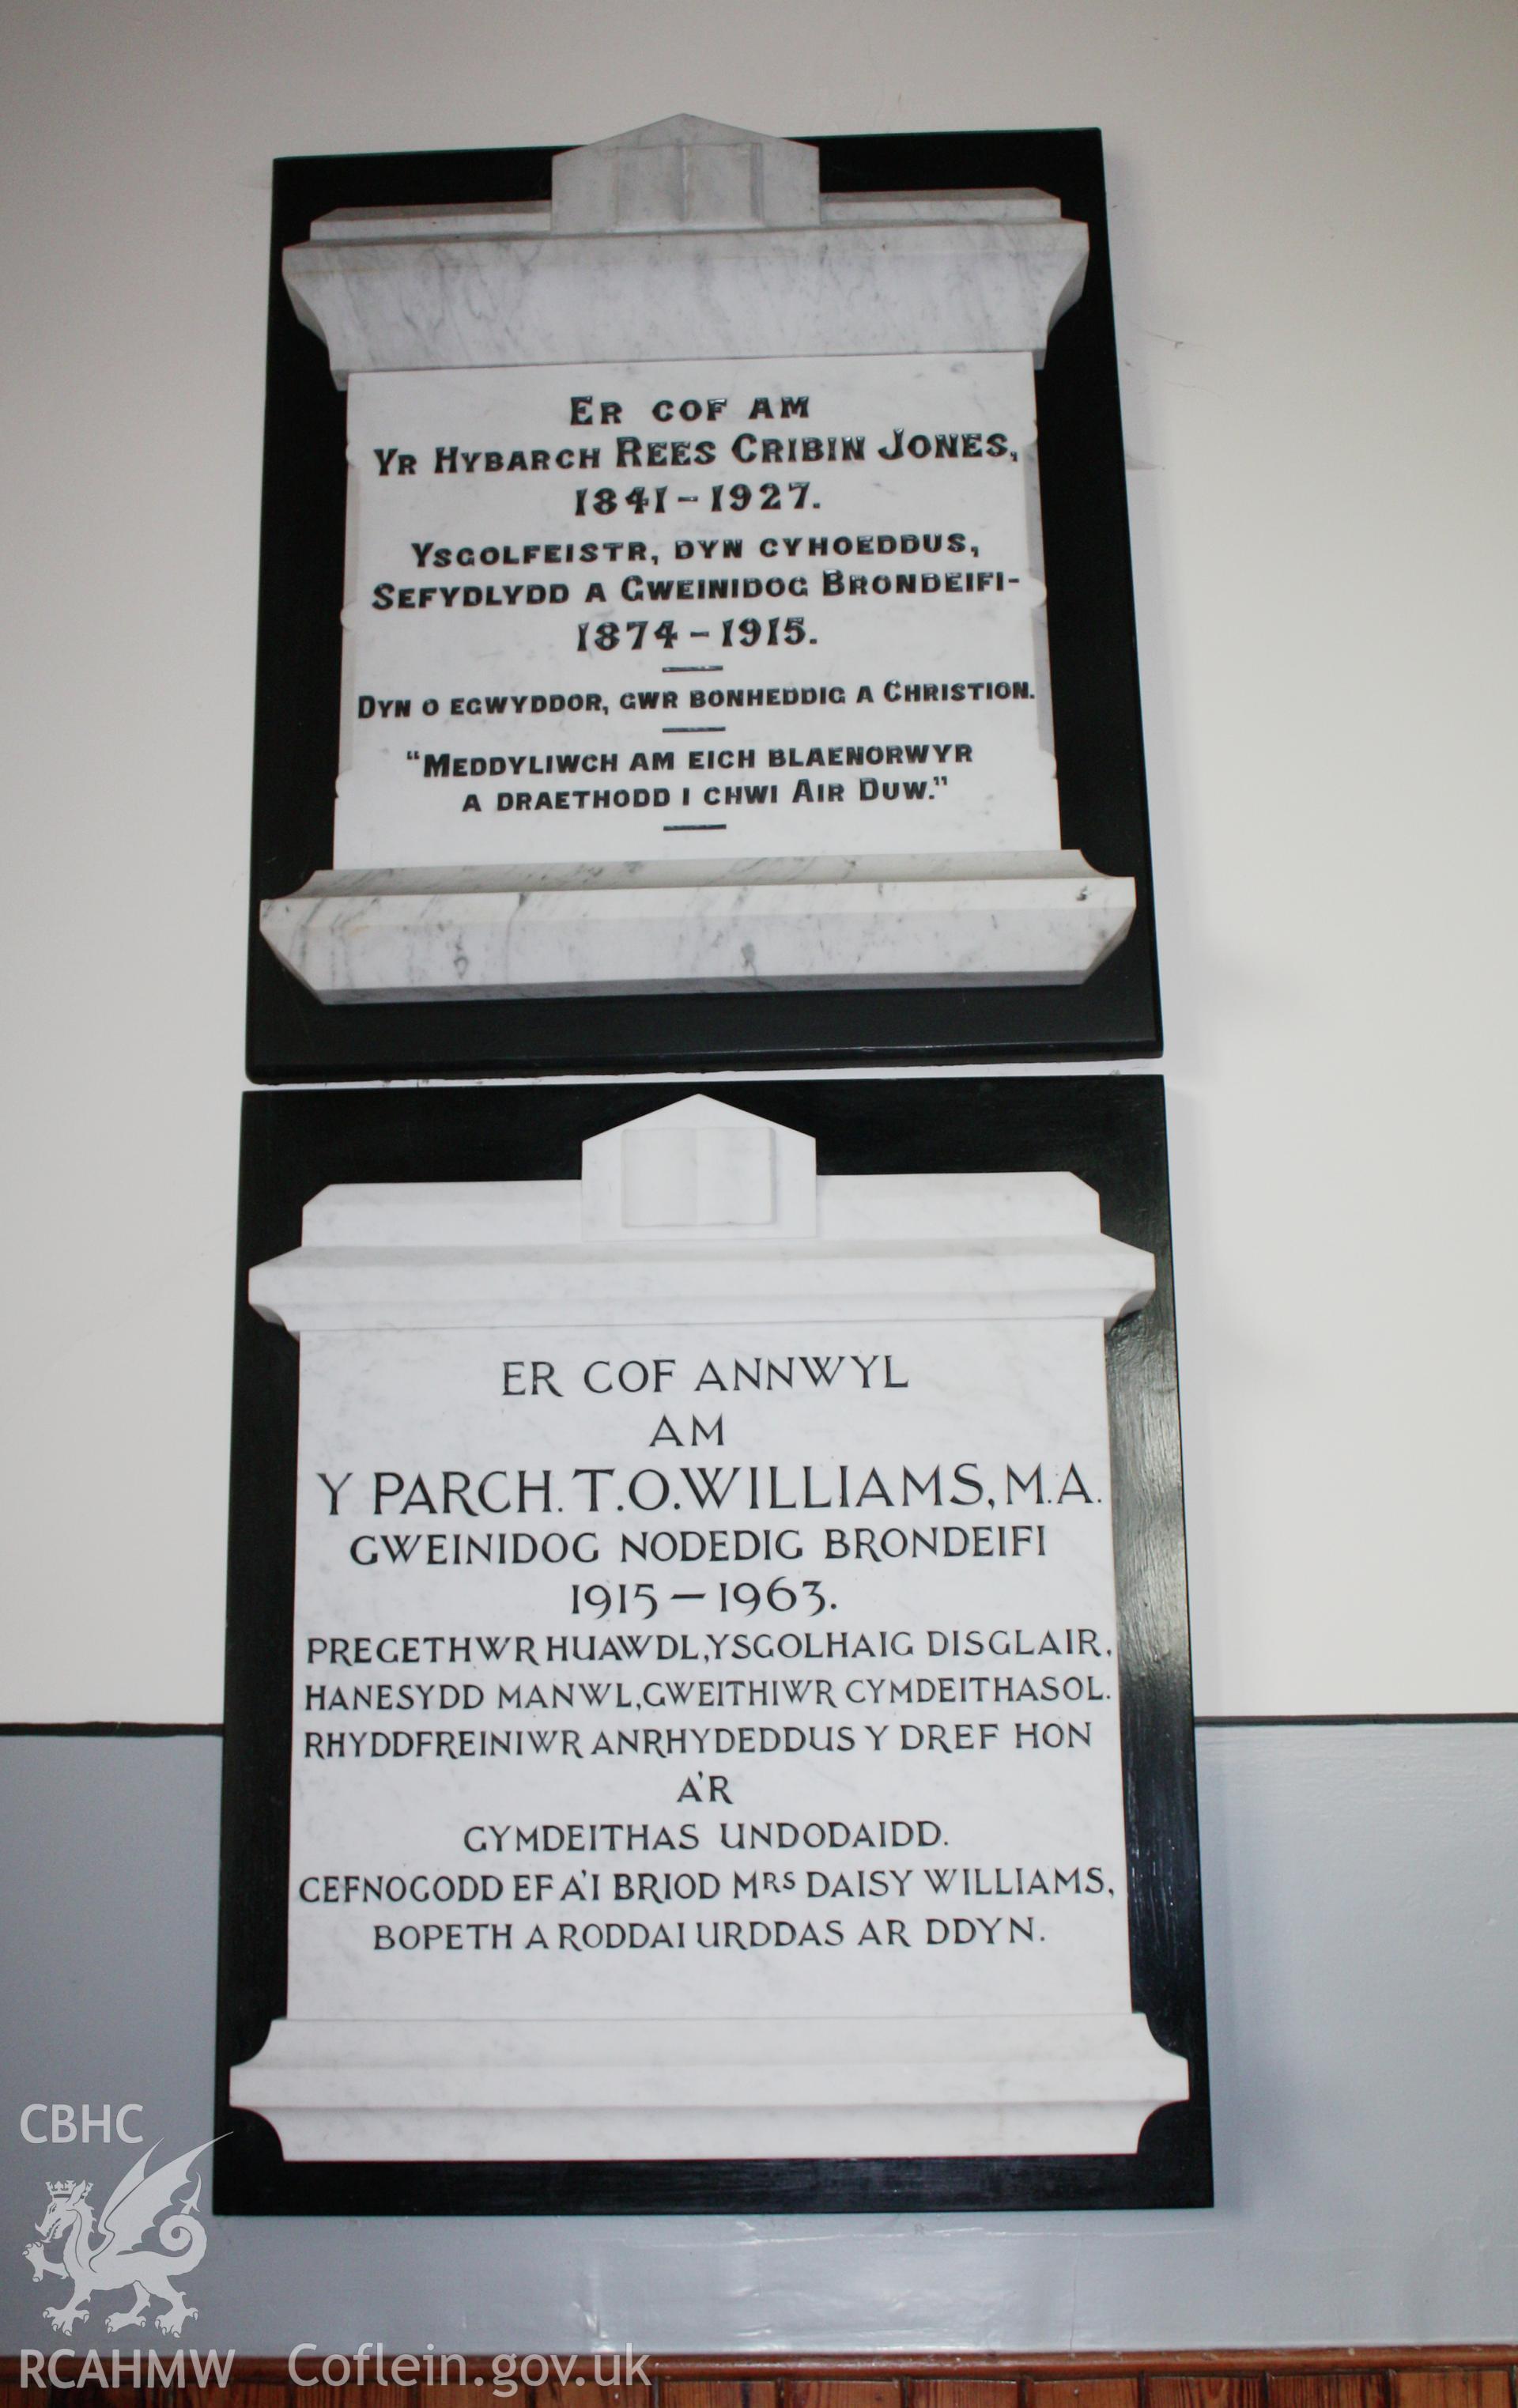 ER COF AM
YR HYBARCH REES CRIBIN JONES,
1841-1927.
YSGOLFEISTR, DYN CYHOEDDUS,
SEFYDLYDD A GWEINIDOG BRONDEIFI-
1874-1915.
DYN O EGWYDDOR, GWR BONHEDDIG A CHRISTION.
"MEDDYLIWCH AM EICH BLAENORWYR
A DRAETHODD I CHWI AIR DUW."
ER COF ANNWYL
AM
Y PARCH. T.O. WILLIAMS, M.A.
GWEINIDOG NODEDIG BRONDEIFI
1915-1963.
PREGETHWR HUAWDL, YSGOLHAIG DISGLAIR,
HANESYDD MANWL, GWEITHIWR CYMDEITHASOL.
RHYDDFREINIWR ANRHYDEDDUS Y DREF HON
A'R
GYMDEITHAS UNDODAIDD.
CEFNOGODD EF A'I BRIOD MRS DAISY WILLIAMS,
BOPETH A RODDAI URDDAS AR DDYN.
CBHC
RCAHMW
Coflein.gov.uk